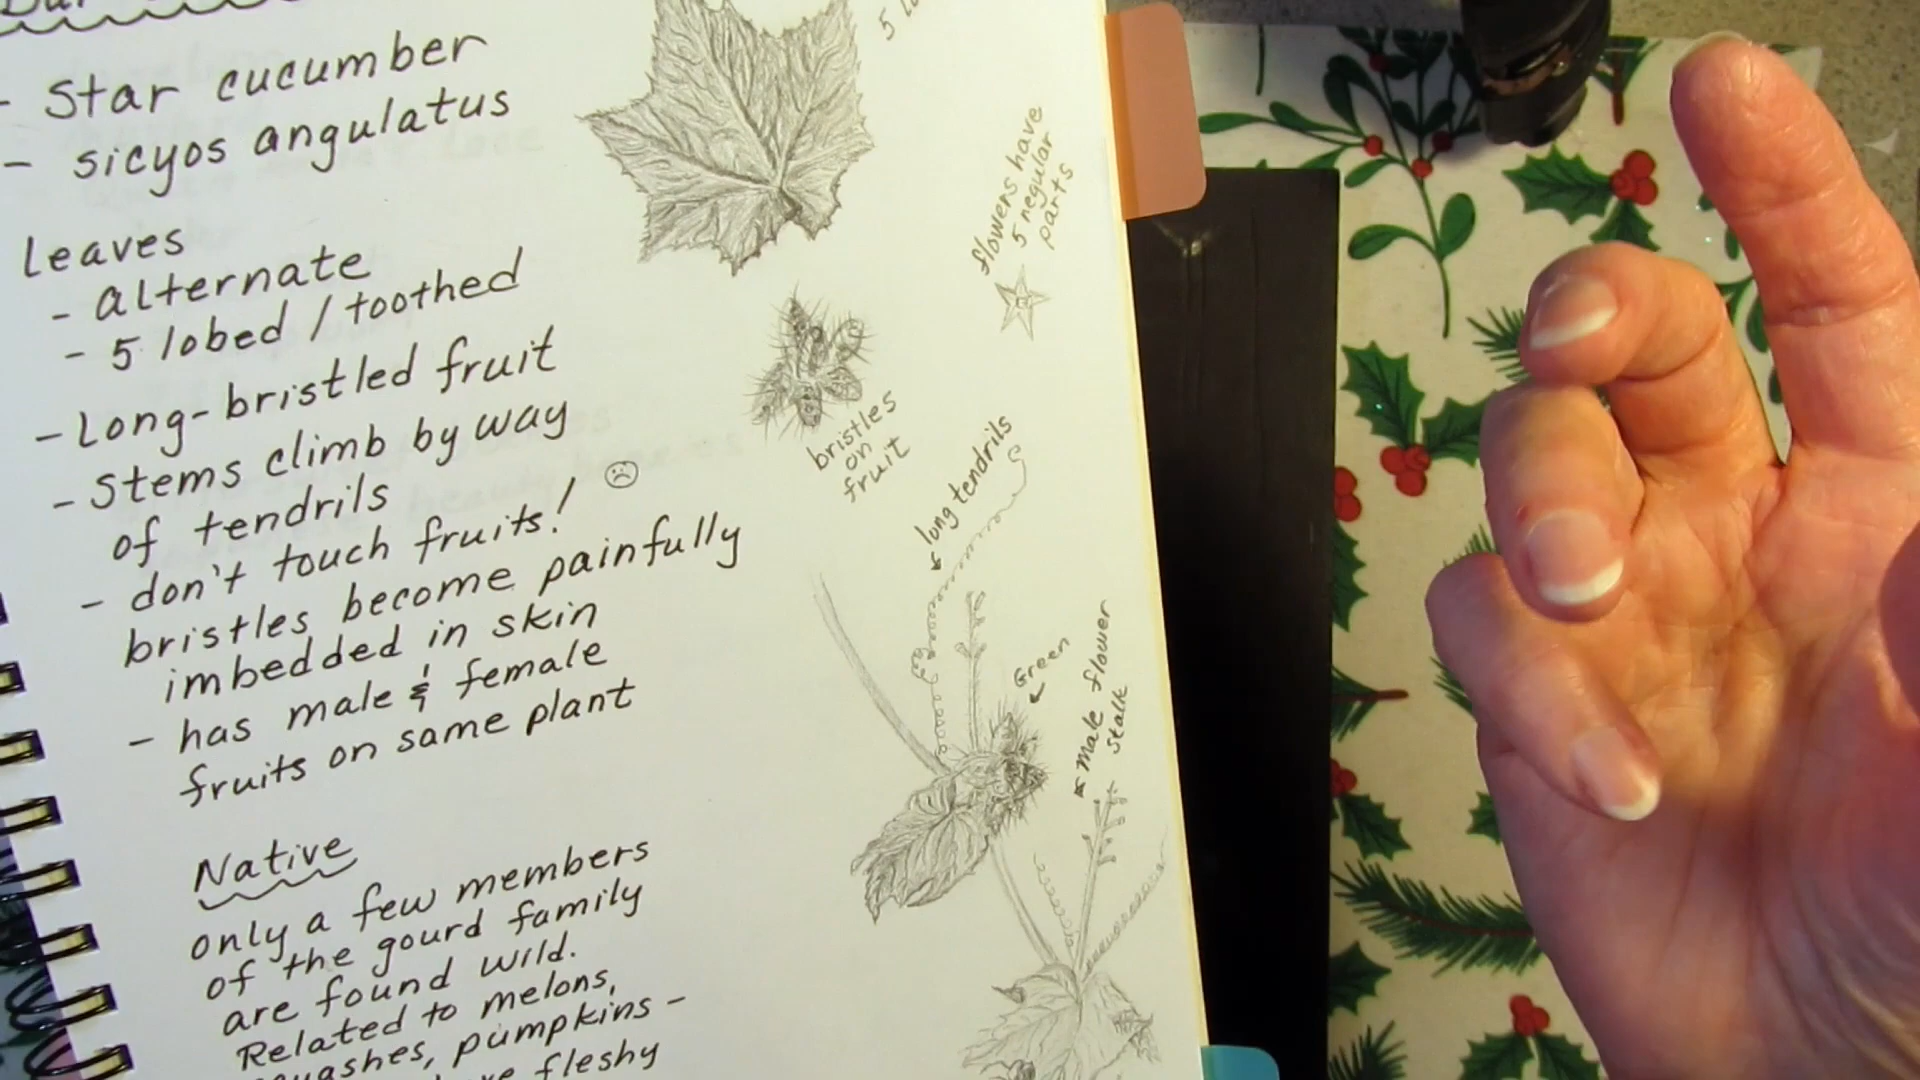 - Star cucumber
- sicyos angulatus
Leaves
- alternate
- 5 lobed / toothed
- Long-bristled fruit
- Stems climb by way
of tendrils
- don't touch fruits!
bristles become painfully
imbedded in skin
- has male & female
fruits on same plant
Native
only a few members
of the gourd family
are found wild.
Related to melons,
squashes, pumpkins -
fleshy
5
flowers have
5 regular
parts
bristles
on
fruit
long tendrils
Green
male flower
stalk